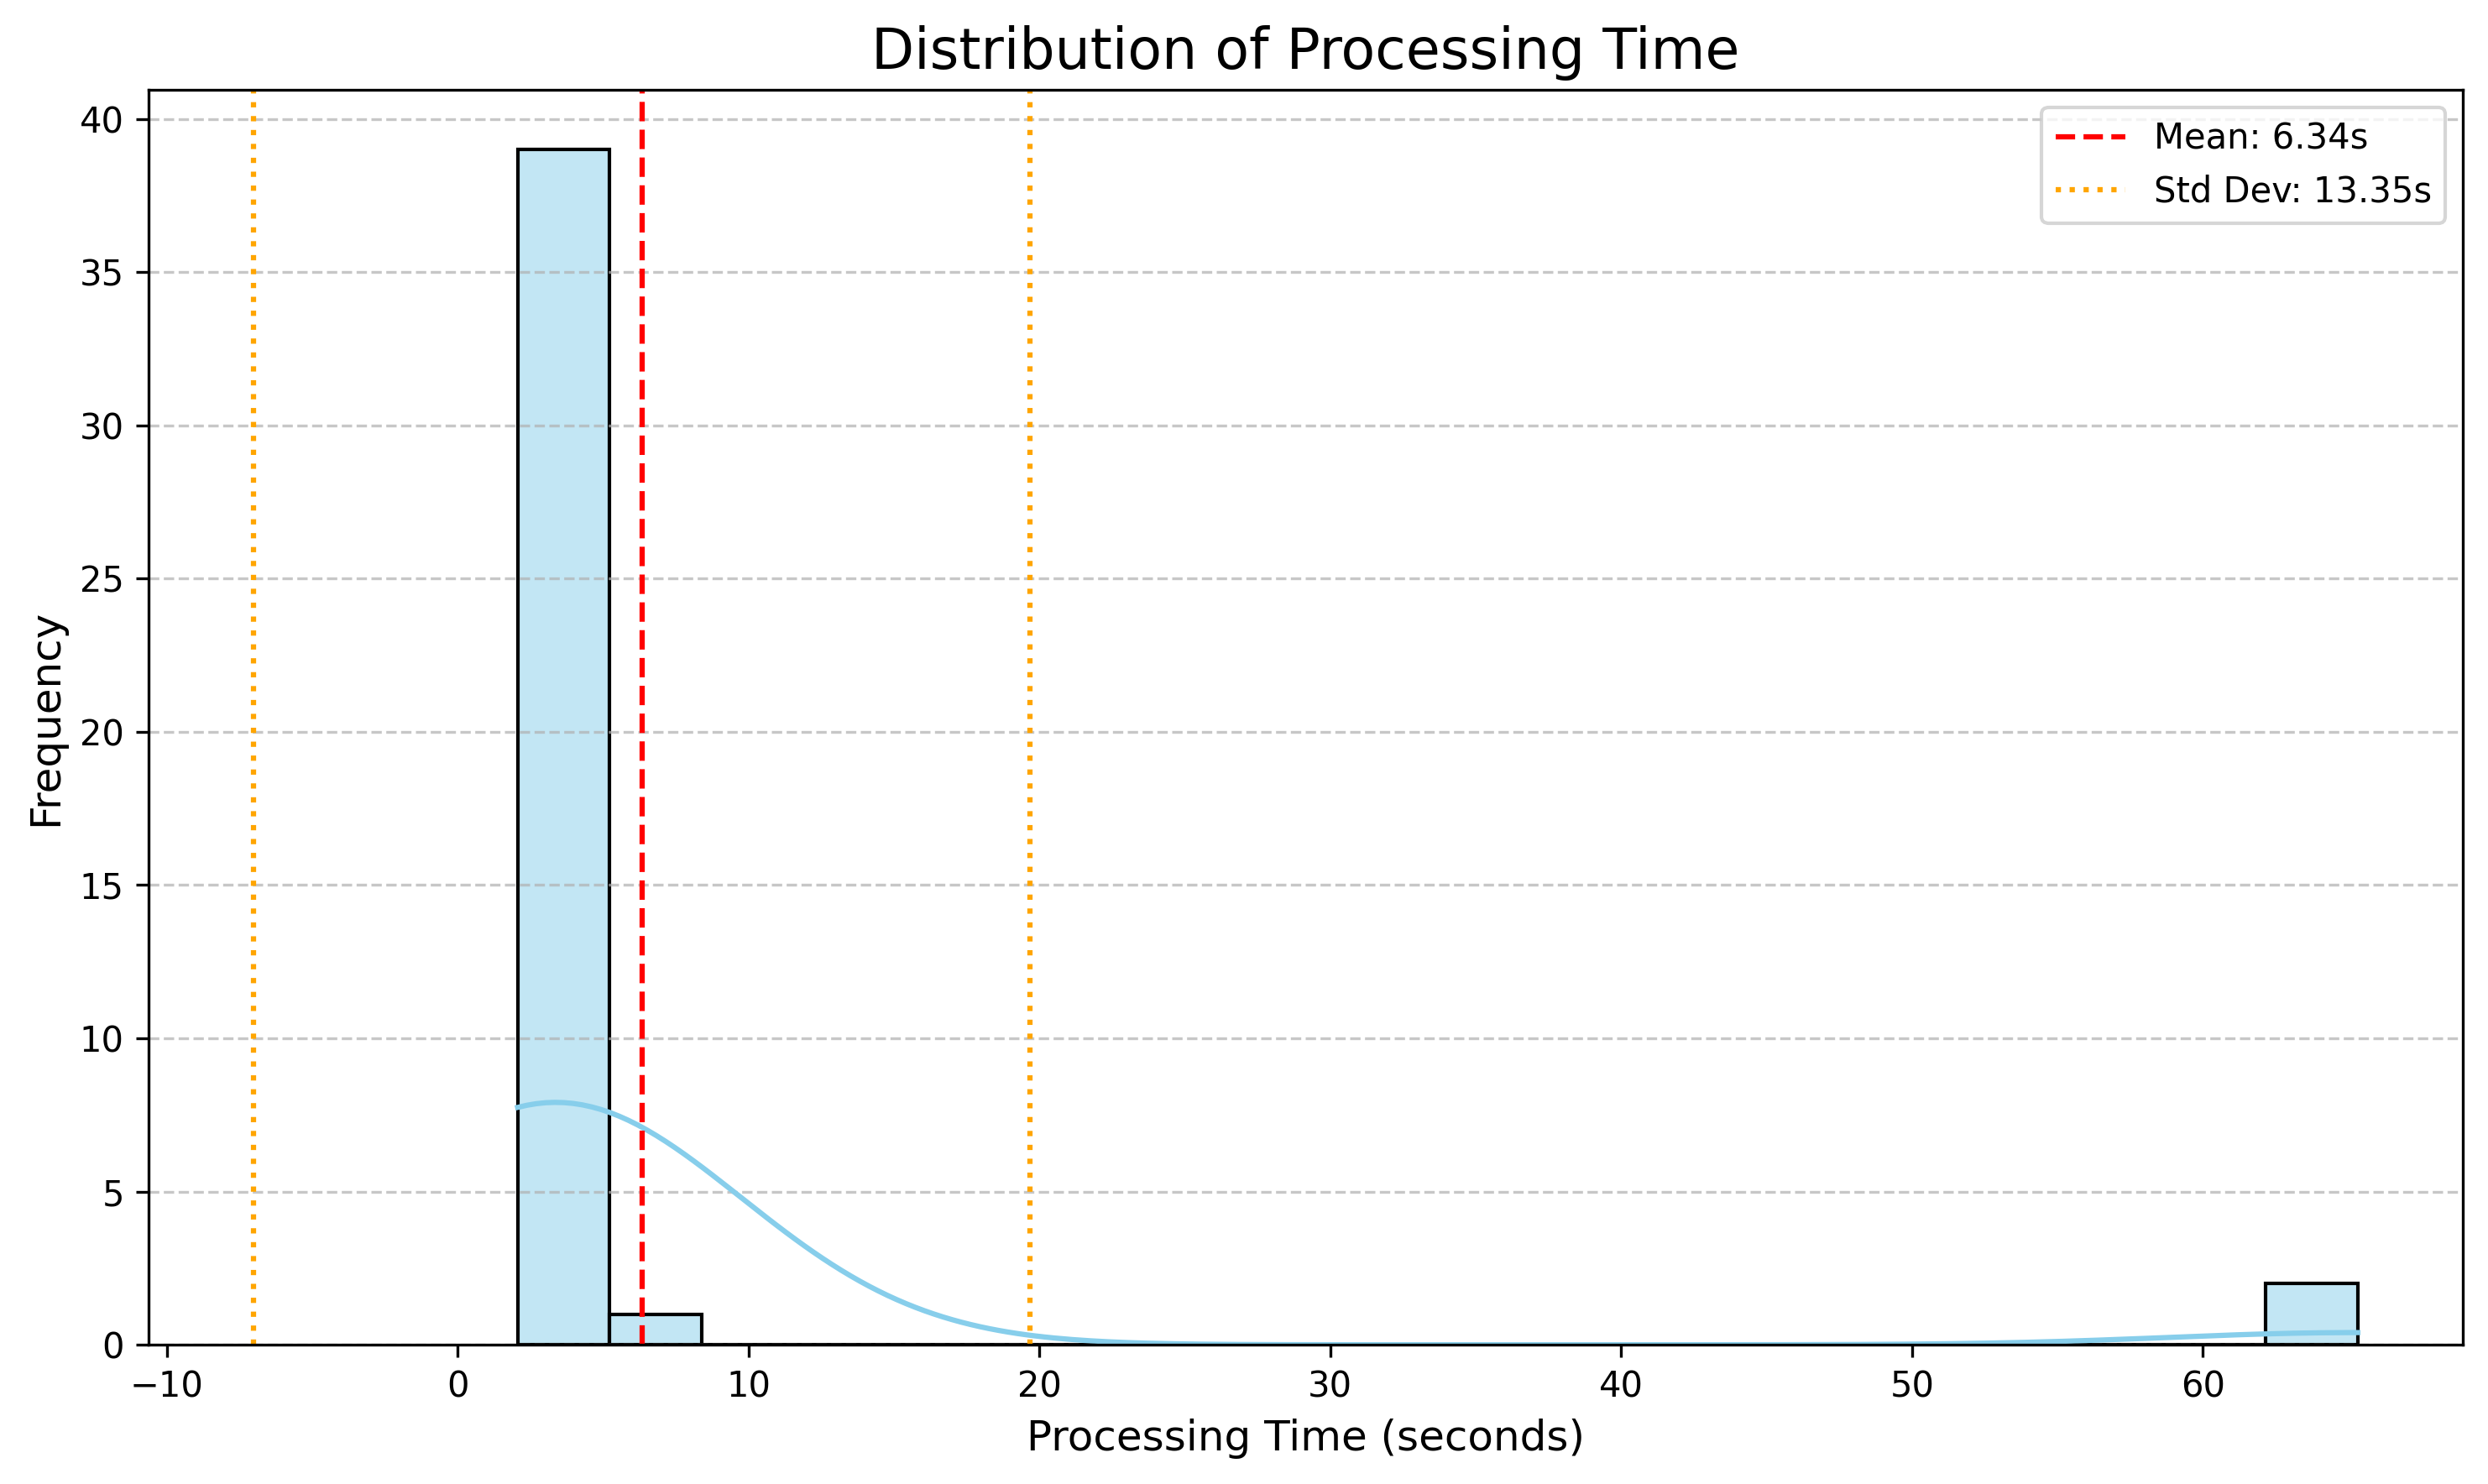 Distribution of Processing Time
Mean: 6.34s
Std Dev: 13.35s
Frequency
40
35
30
25
20
15
10
5
0
−10 0 10 20 30 40 50 60
Processing Time (seconds)